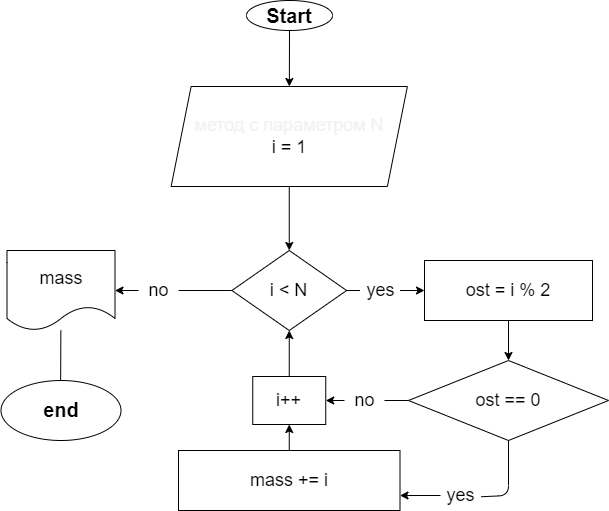 Start
метод с параметром N
i = 1
i < N
no
mass
end
yes
ost = i % 2
ost == 0
no
i++
yes
mass += i